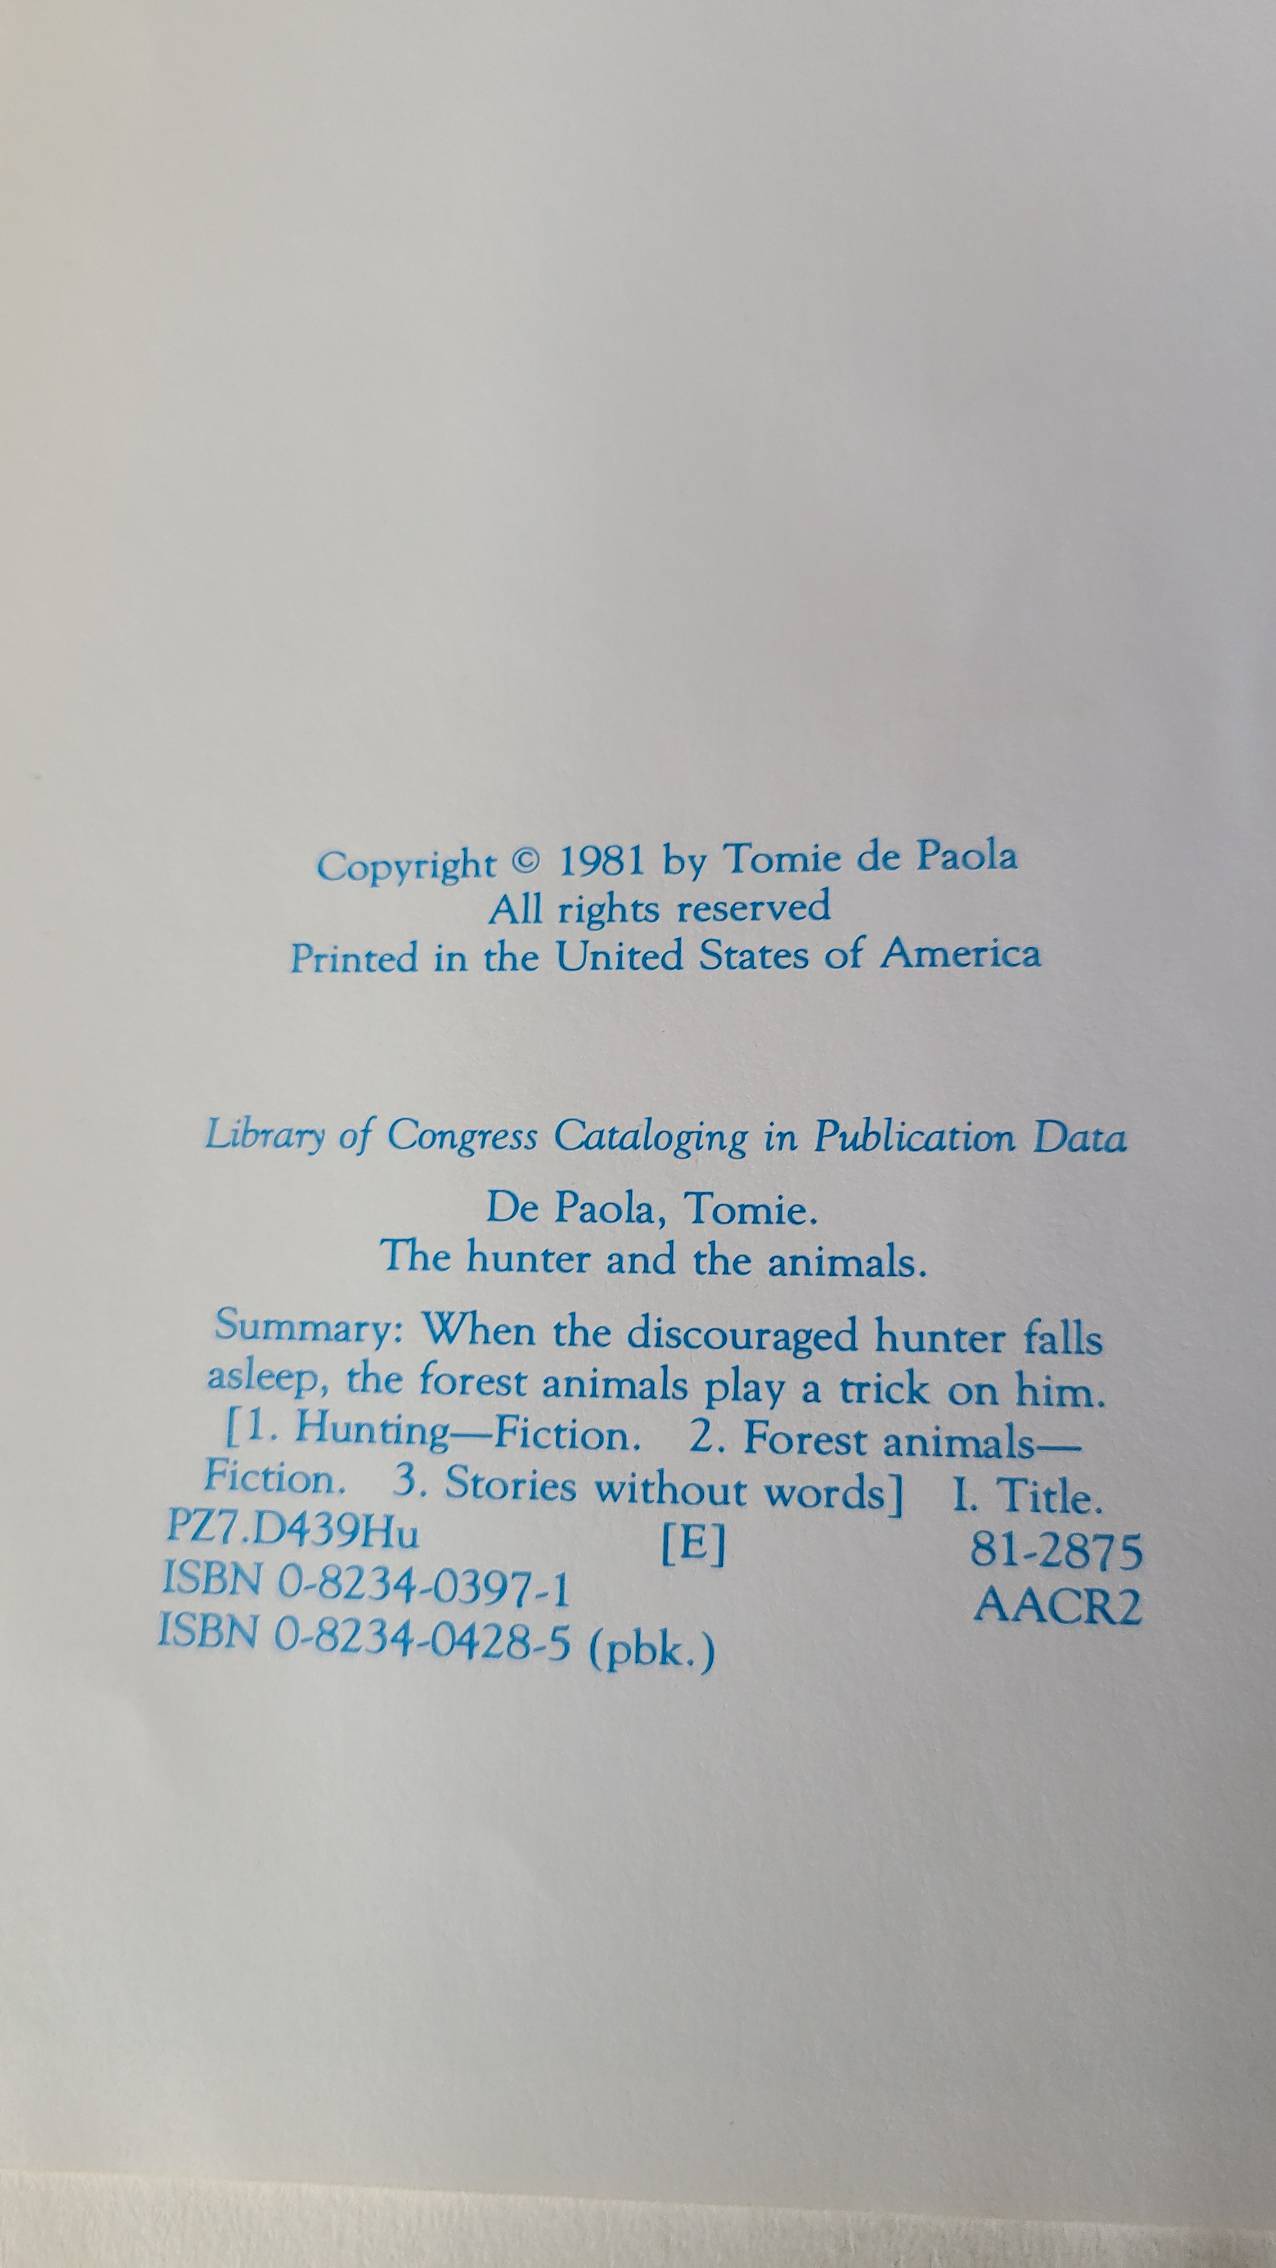 Copyright © 1981 by Tomie de Paola
All rights reserved
Printed in the United States of America
Library of Congress Cataloging in Publication Data
De Paola, Tomie.
The hunter and the animals.
Summary: When the discouraged hunter falls
asleep, the forest animals play a trick on him.
[1. Hunting—Fiction. 2. Forest animals—
Fiction. 3. Stories without words] I. Title.
PZ7.D439Hu [E] 81-2875
ISBN 0-8234-0397-1 AACR2
ISBN 0-8234-0428-5 (pbk.)